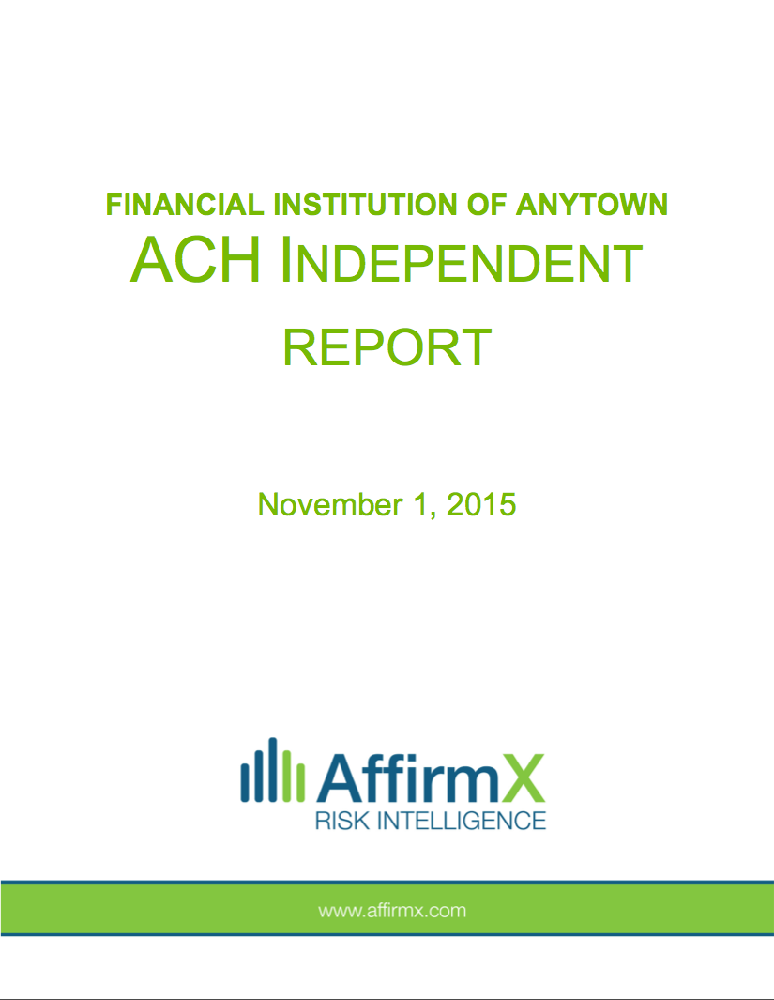 FINANCIAL INSTITUTION OF ANYTOWN
ACH INDEPENDENT
REPORT
November 1, 2015
AffirmX
RISK INTELLIGENCE
www.affirmx.com